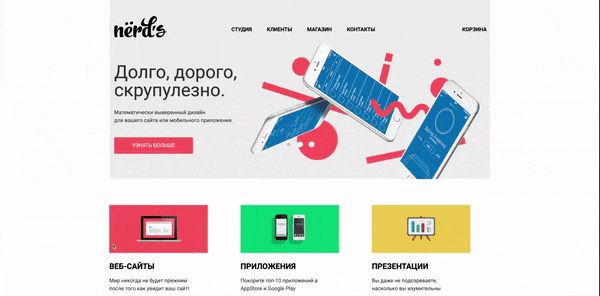 nёrd's
СТУДИЯ КЛИЕНТЫ МАГАЗИН КОНТАКТЫ КОРЗИНА
Долго, дорого,
скрупулезно.
Математически выверенный дизайн
для вашего сайта или мобильного приложения.
УЗНАТЬ БОЛЬШЕ
ВЕБ-САЙТЫ ПРИЛОЖЕНИЯ ПРЕЗЕНТАЦИИ
Мир никогда не будет прежним Покорите топ-10 приложений в Вы даже не подозреваете,
после того как увидит ваш сайт! AppStore и Google Play насколько вы изумительны